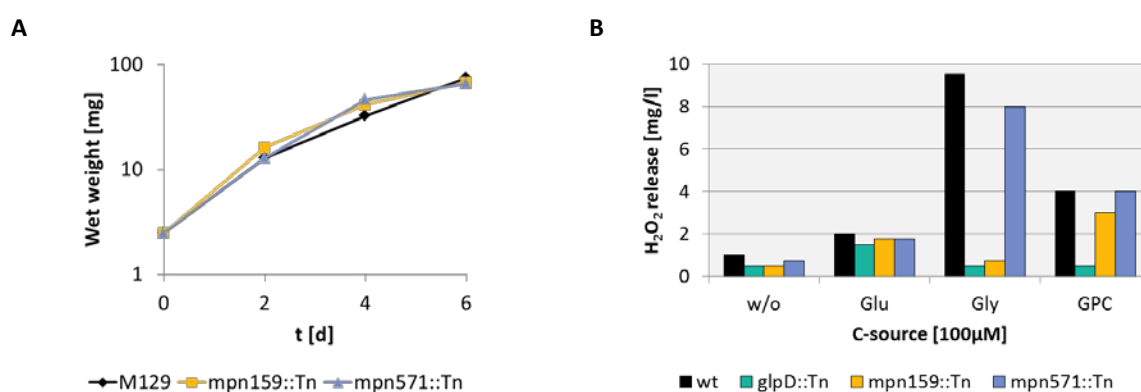 A
100
10
1
Wet weight [mg]
0 2 4 6
t [d]
M129 mpn159::Tn mpn571::Tn
B
10
8
6
4
2
0
H₂O₂ release [mg/l]
w/o Glu Gly GPC
C-source [100µM]
wt glpD::Tn mpn159::Tn mpn571::Tn